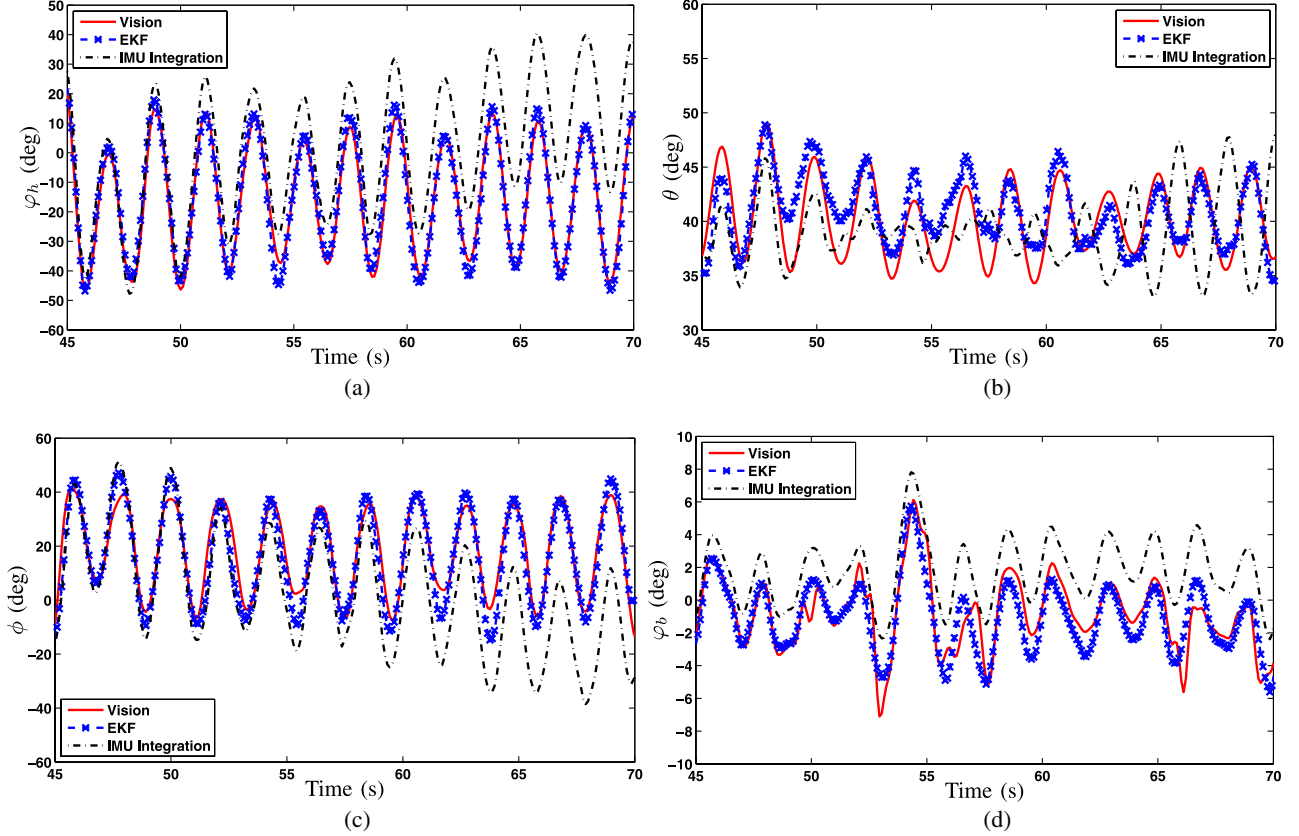 50
40
30
20
10
0
−10
−20
−30
−40
−50
−60
φh (deg)
Vision
EKF
IMU Integration
45 50 55 60 65 70
Time (s)
(a)
60
55
50
45
40
35
30
θ (deg)
Vision
EKF
IMU Integration
45 50 55 60 65 70
Time (s)
(b)
60
40
20
0
−20
−40
−60
ϕ (deg)
Vision
EKF
IMU Integration
45 50 55 60 65 70
Time (s)
(c)
10
8
6
4
2
0
−2
−4
−6
−8
−10
φb (deg)
Vision
EKF
IMU Integration
45 50 55 60 65 70
Time (s)
(d)